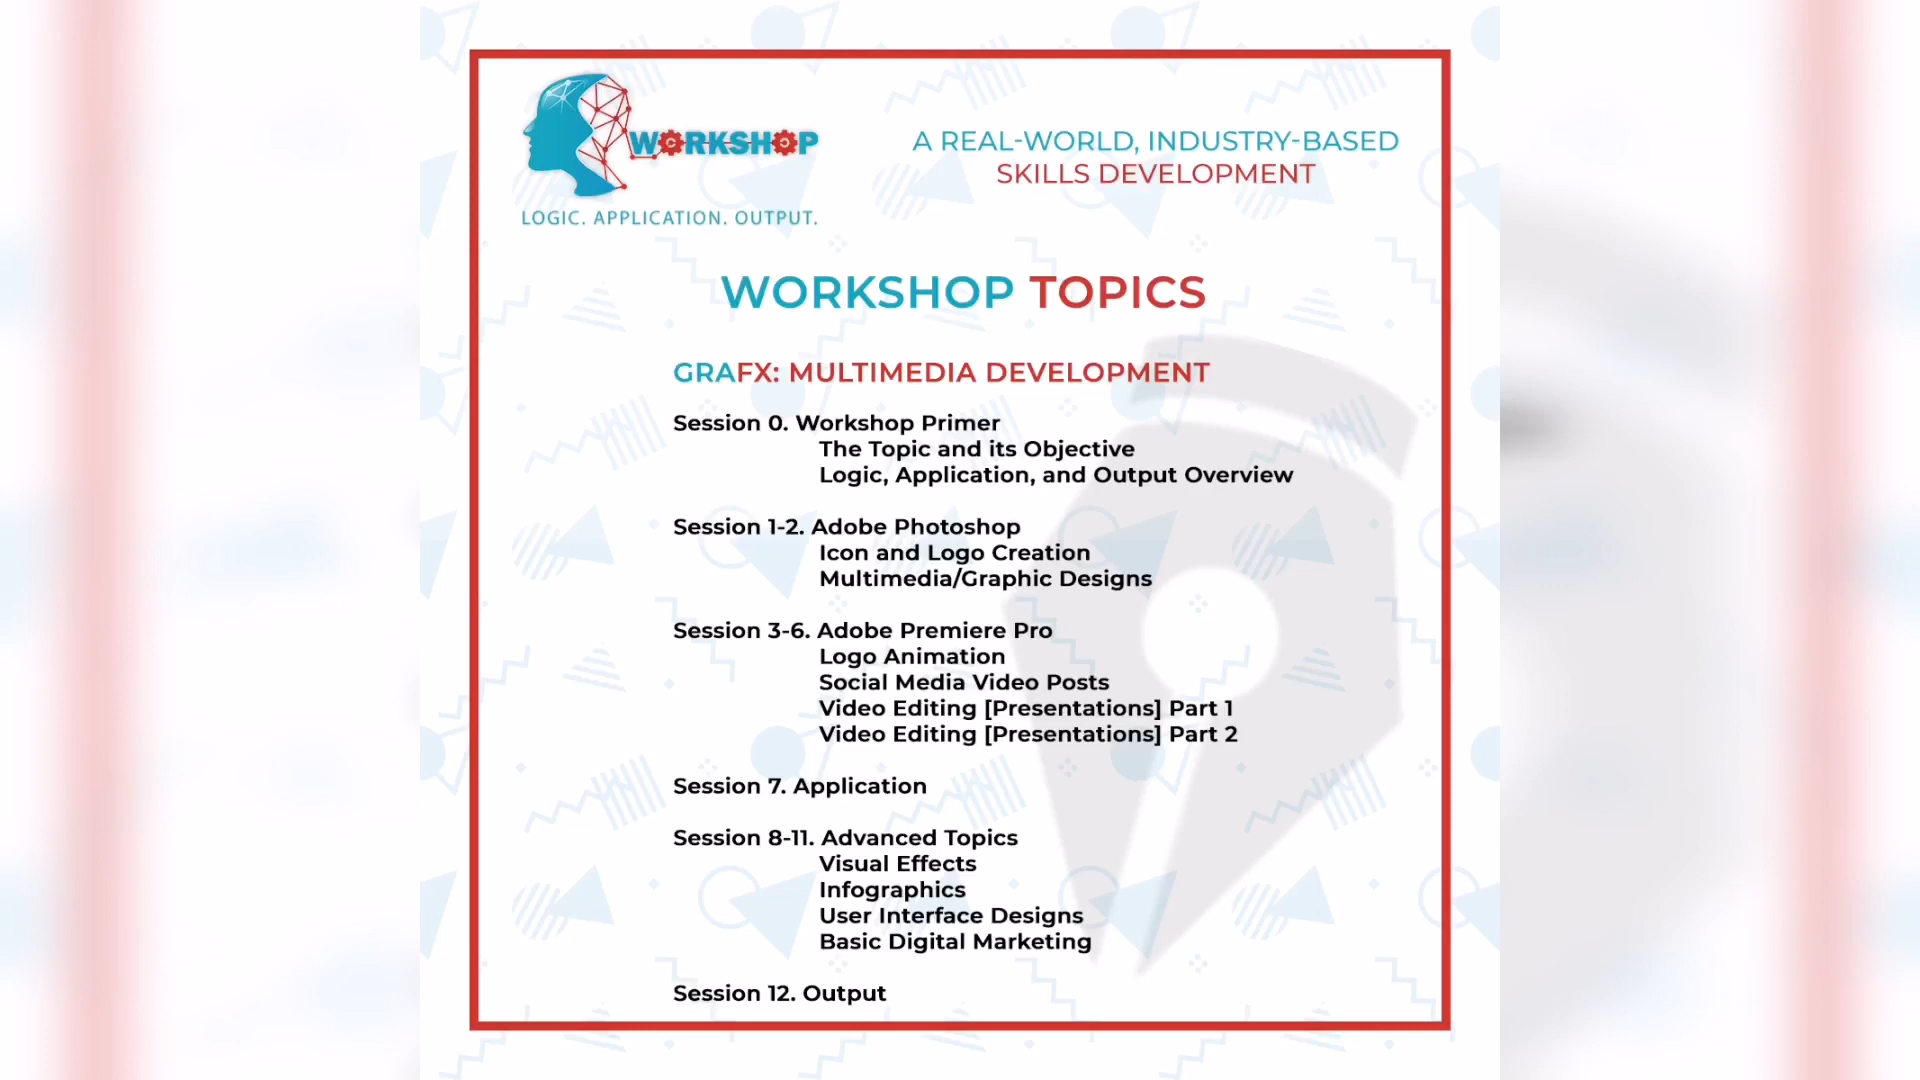 WORKSHOP
LOGIC. APPLICATION. OUTPUT.
A REAL-WORLD, INDUSTRY-BASED
SKILLS DEVELOPMENT
WORKSHOP TOPICS
GRAFX: MULTIMEDIA DEVELOPMENT
Session 0. Workshop Primer
The Topic and its Objective
Logic, Application, and Output Overview
Session 1-2. Adobe Photoshop
Icon and Logo Creation
Multimedia/Graphic Designs
Session 3-6. Adobe Premiere Pro
Logo Animation
Social Media Video Posts
Video Editing [Presentations] Part 1
Video Editing [Presentations] Part 2
Session 7. Application
Session 8-11. Advanced Topics
Visual Effects
Infographics
User Interface Designs
Basic Digital Marketing
Session 12. Output